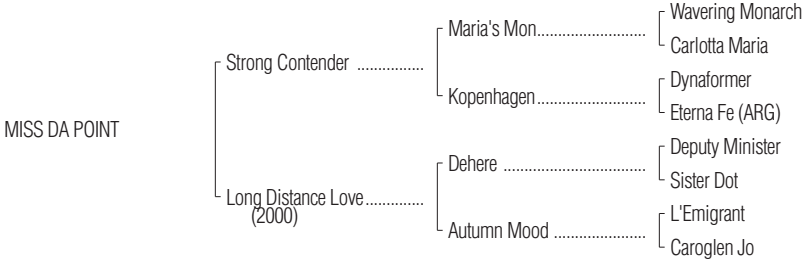 Wavering Monarch
Maria's Mon..........................
Carlotta Maria
Strong Contender ................
Dynaformer
Kopenhagen..........................
Eterna Fe (ARG)
MISS DA POINT
Deputy Minister
Dehere ..................................
Sister Dot
Long Distance Love..............
(2000)
L'Emigrant
Autumn Mood ......................
Caroglen Jo